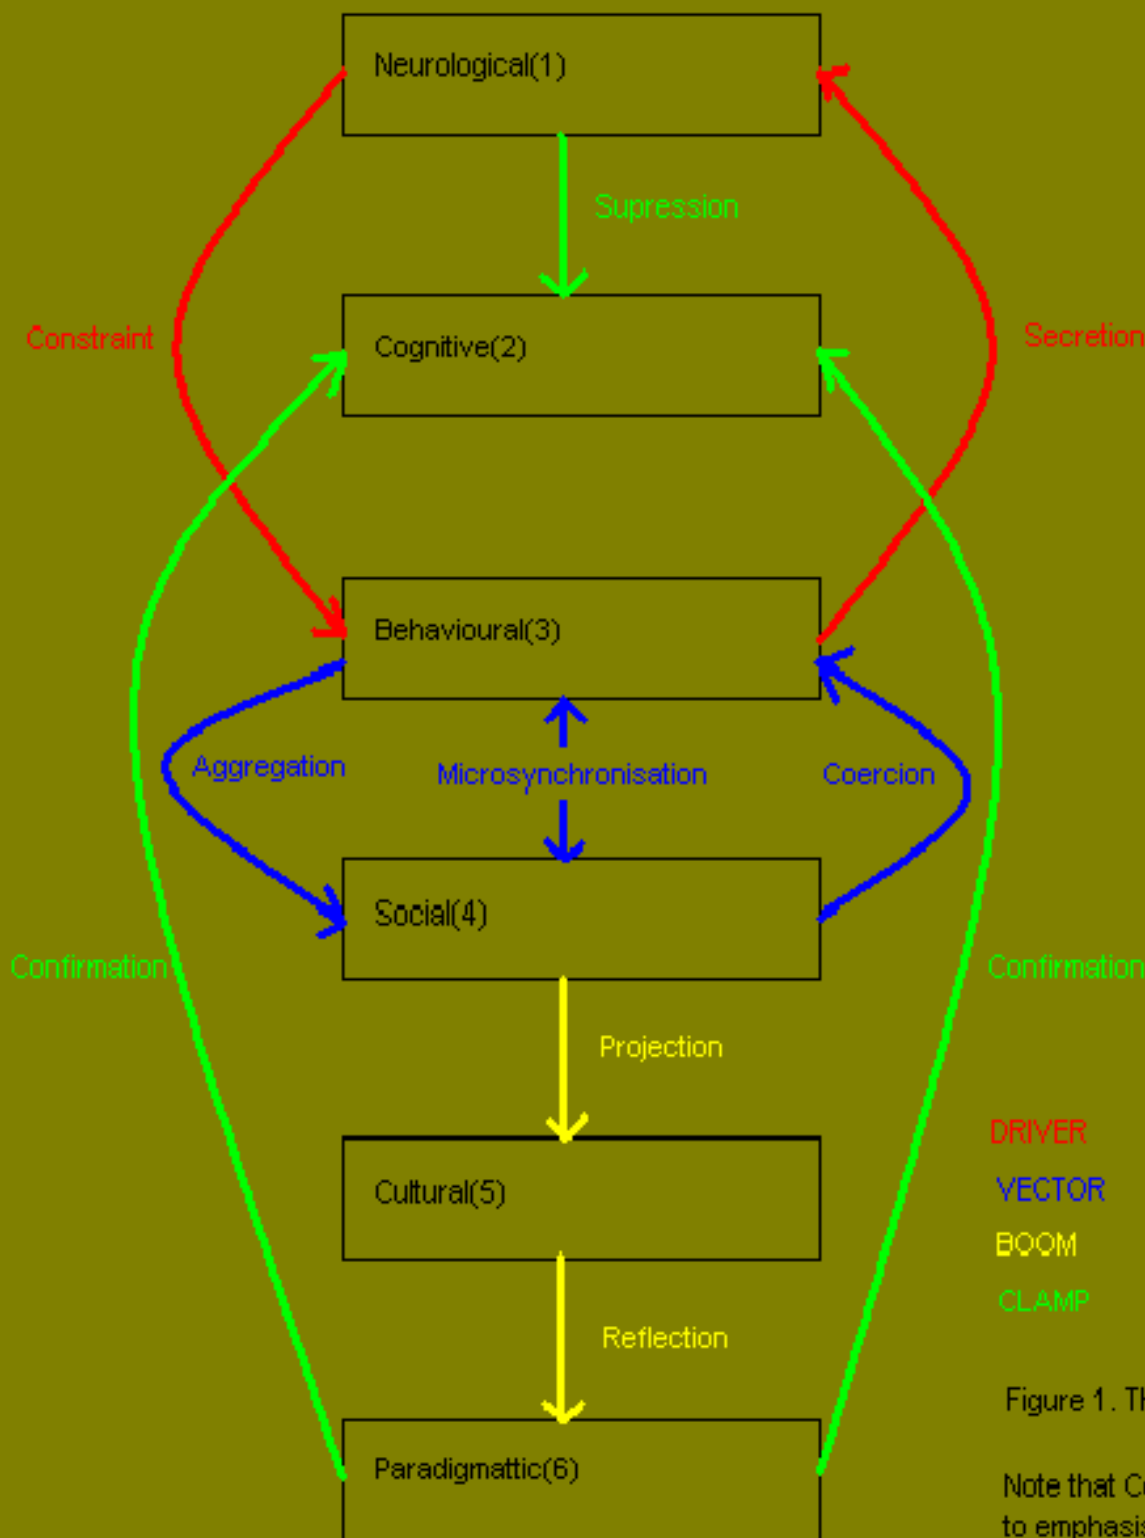 Neurological(1)
Supression
Constraint
Secretion
Cognitive(2)
Behavioural(3)
Aggregation
Microsynchronisation
Coercion
Social(4)
Confirmation
Confirmation
Projection
DRIVER
Cultural(5)
VECTOR
BOOM
CLAMP
Reflection
Figure 1.
Paradigmattic(6)
Note that
to